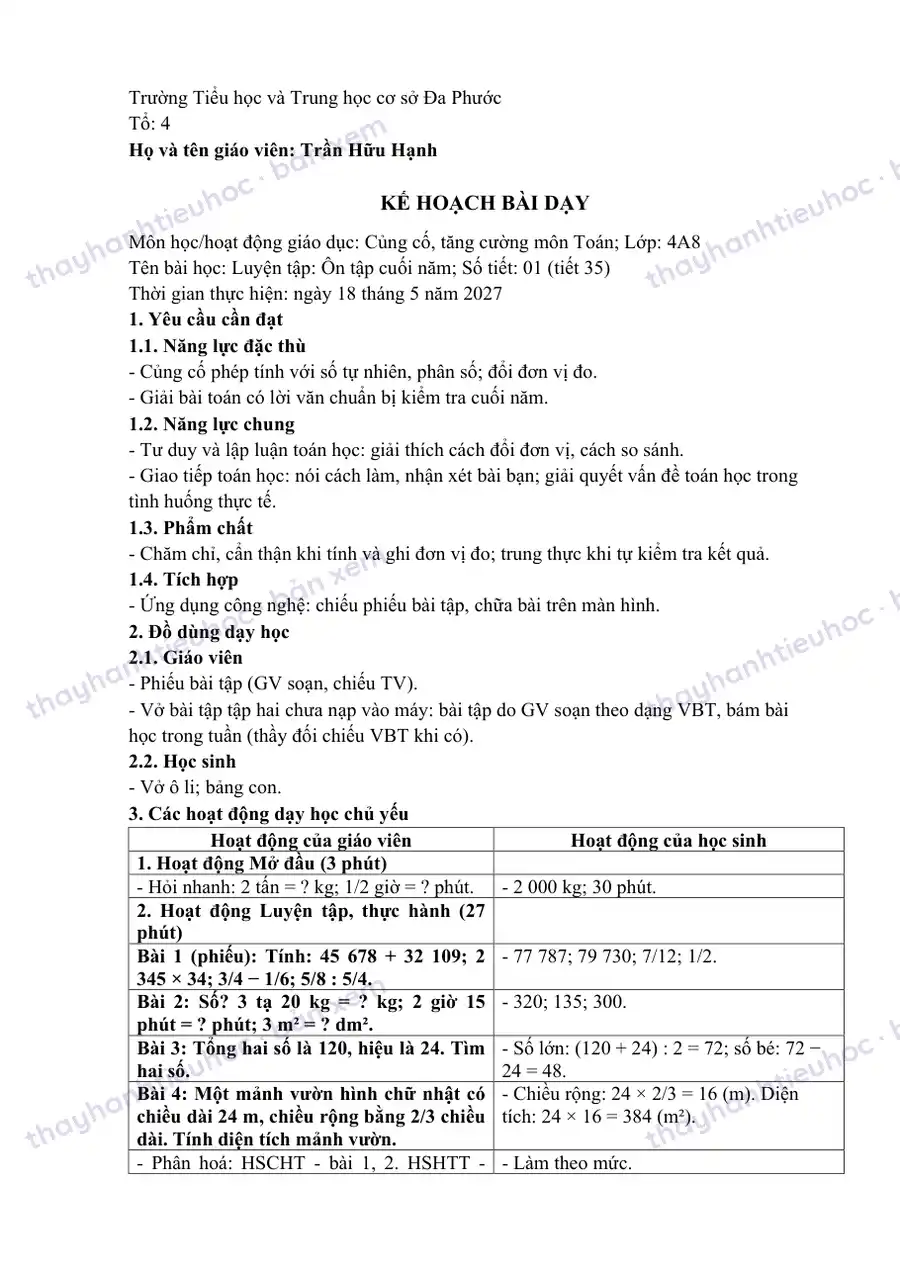 Trường Tiểu học và Trung học cơ sở Đa Phước
Tổ: 4
Họ và tên giáo viên: Trần Hữu Hạnh
KẾ HOẠCH BÀI DẠY
Môn học/hoạt động giáo dục: Củng cố, tăng cường môn Toán; Lớp: 4A8
Tên bài học: Luyện tập: Ôn tập cuối năm; Số tiết: 01 (tiết 35)
Thời gian thực hiện: ngày 18 tháng 5 năm 2027
1. Yêu cầu cần đạt
1.1. Năng lực đặc thù
- Củng cố phép tính với số tự nhiên, phân số; đổi đơn vị đo.
- Giải bài toán có lời văn chuẩn bị kiểm tra cuối năm.
1.2. Năng lực chung
- Tư duy và lập luận toán học: giải thích cách đổi đơn vị, cách so sánh.
- Giao tiếp toán học: nói cách làm, nhận xét bài bạn; giải quyết vấn đề toán học trong
tình huống thực tế.
1.3. Phẩm chất
- Chăm chỉ, cẩn thận khi tính và ghi đơn vị đo; trung thực khi tự kiểm tra kết quả.
1.4. Tích hợp
- Ứng dụng công nghệ: chiếu phiếu bài tập, chữa bài trên màn hình.
2. Đồ dùng dạy học
2.1. Giáo viên
- Phiếu bài tập (GV soạn, chiếu TV).
- Vở bài tập tập hai chưa nạp vào máy: bài tập do GV soạn theo dạng VBT, bám bài
học trong tuần (thầy đối chiếu VBT khi có).
2.2. Học sinh
- Vở ô li; bảng con.
3. Các hoạt động dạy học chủ yếu
Hoạt động của giáo viên
Hoạt động của học sinh
1. Hoạt động Mở đầu (3 phút)
- Hỏi nhanh: 2 tấn = ? kg; 1/2 giờ = ? phút.
- 2 000 kg; 30 phút.
2. Hoạt động Luyện tập, thực hành (27
phút)
Bài 1 (phiếu): Tính: 45 678 + 32 109; 2
345 × 34; 3/4 − 1/6; 5/8 : 5/4.
- 77 787; 79 730; 7/12; 1/2.
Bài 2: Số? 3 tạ 20 kg = ? kg; 2 giờ 15
phút = ? phút; 3 m² = ? dm².
- 320; 135; 300.
Bài 3: Tổng hai số là 120, hiệu là 24. Tìm
hai số.
- Số lớn: (120 + 24) : 2 = 72; số bé: 72 −
24 = 48.
Bài 4: Một mảnh vườn hình chữ nhật có
chiều dài 24 m, chiều rộng bằng 2/3 chiều
dài. Tính diện tích mảnh vườn.
- Chiều rộng: 24 × 2/3 = 16 (m). Diện
tích: 24 × 16 = 384 (m²).
- Phân hoá: HSCHT - bài 1, 2. HSHTT -
- Làm theo mức.
thayhanhtieuhoc · bản xem
thayhanhtieuhoc · b
thayhanhtieuhoc · bản xem
thayhanhtieuhoc · b
thayhanhtieuhoc · bản xem
thayhanhtieuhoc · b